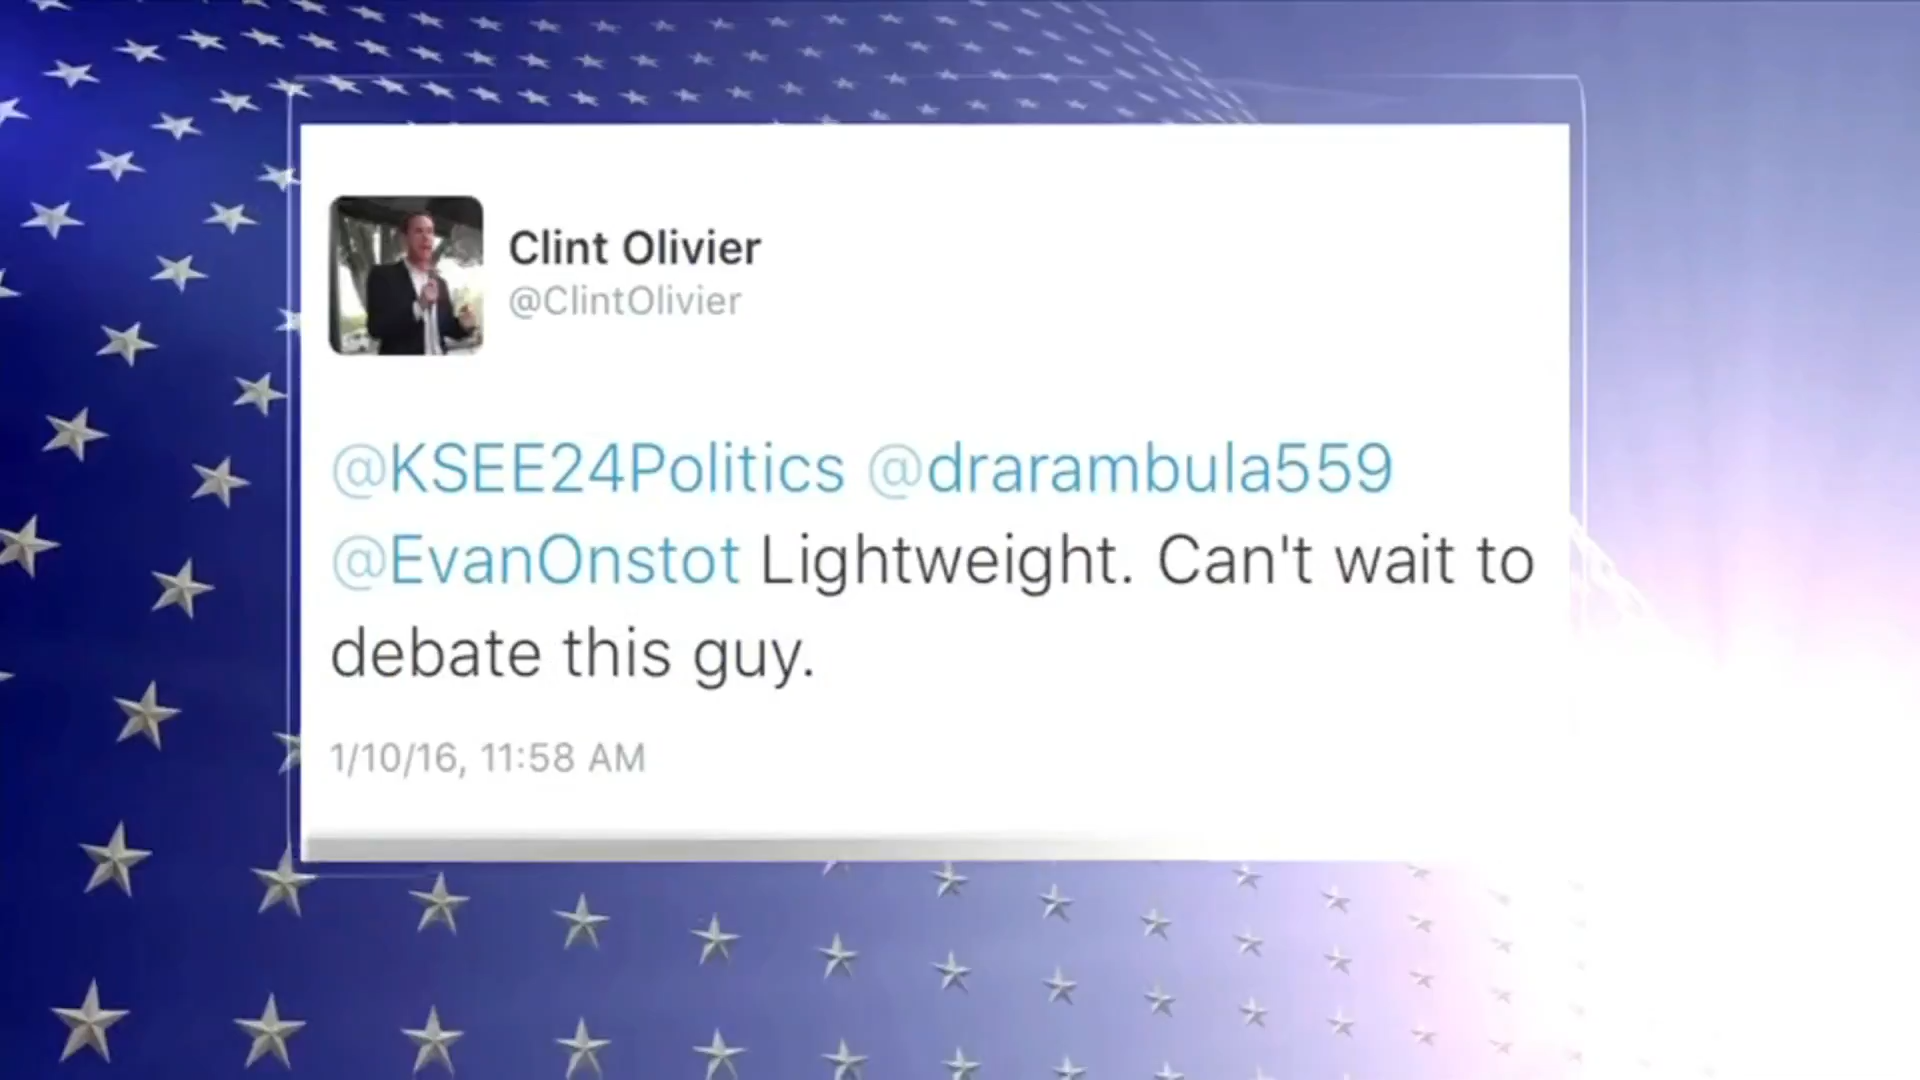 Clint Olivier
@ClintOlivier
@KSEE24Politics @drarambula559
@EvanOnstot Lightweight. Can't wait to
debate this guy.
1/10/16, 11:58 AM